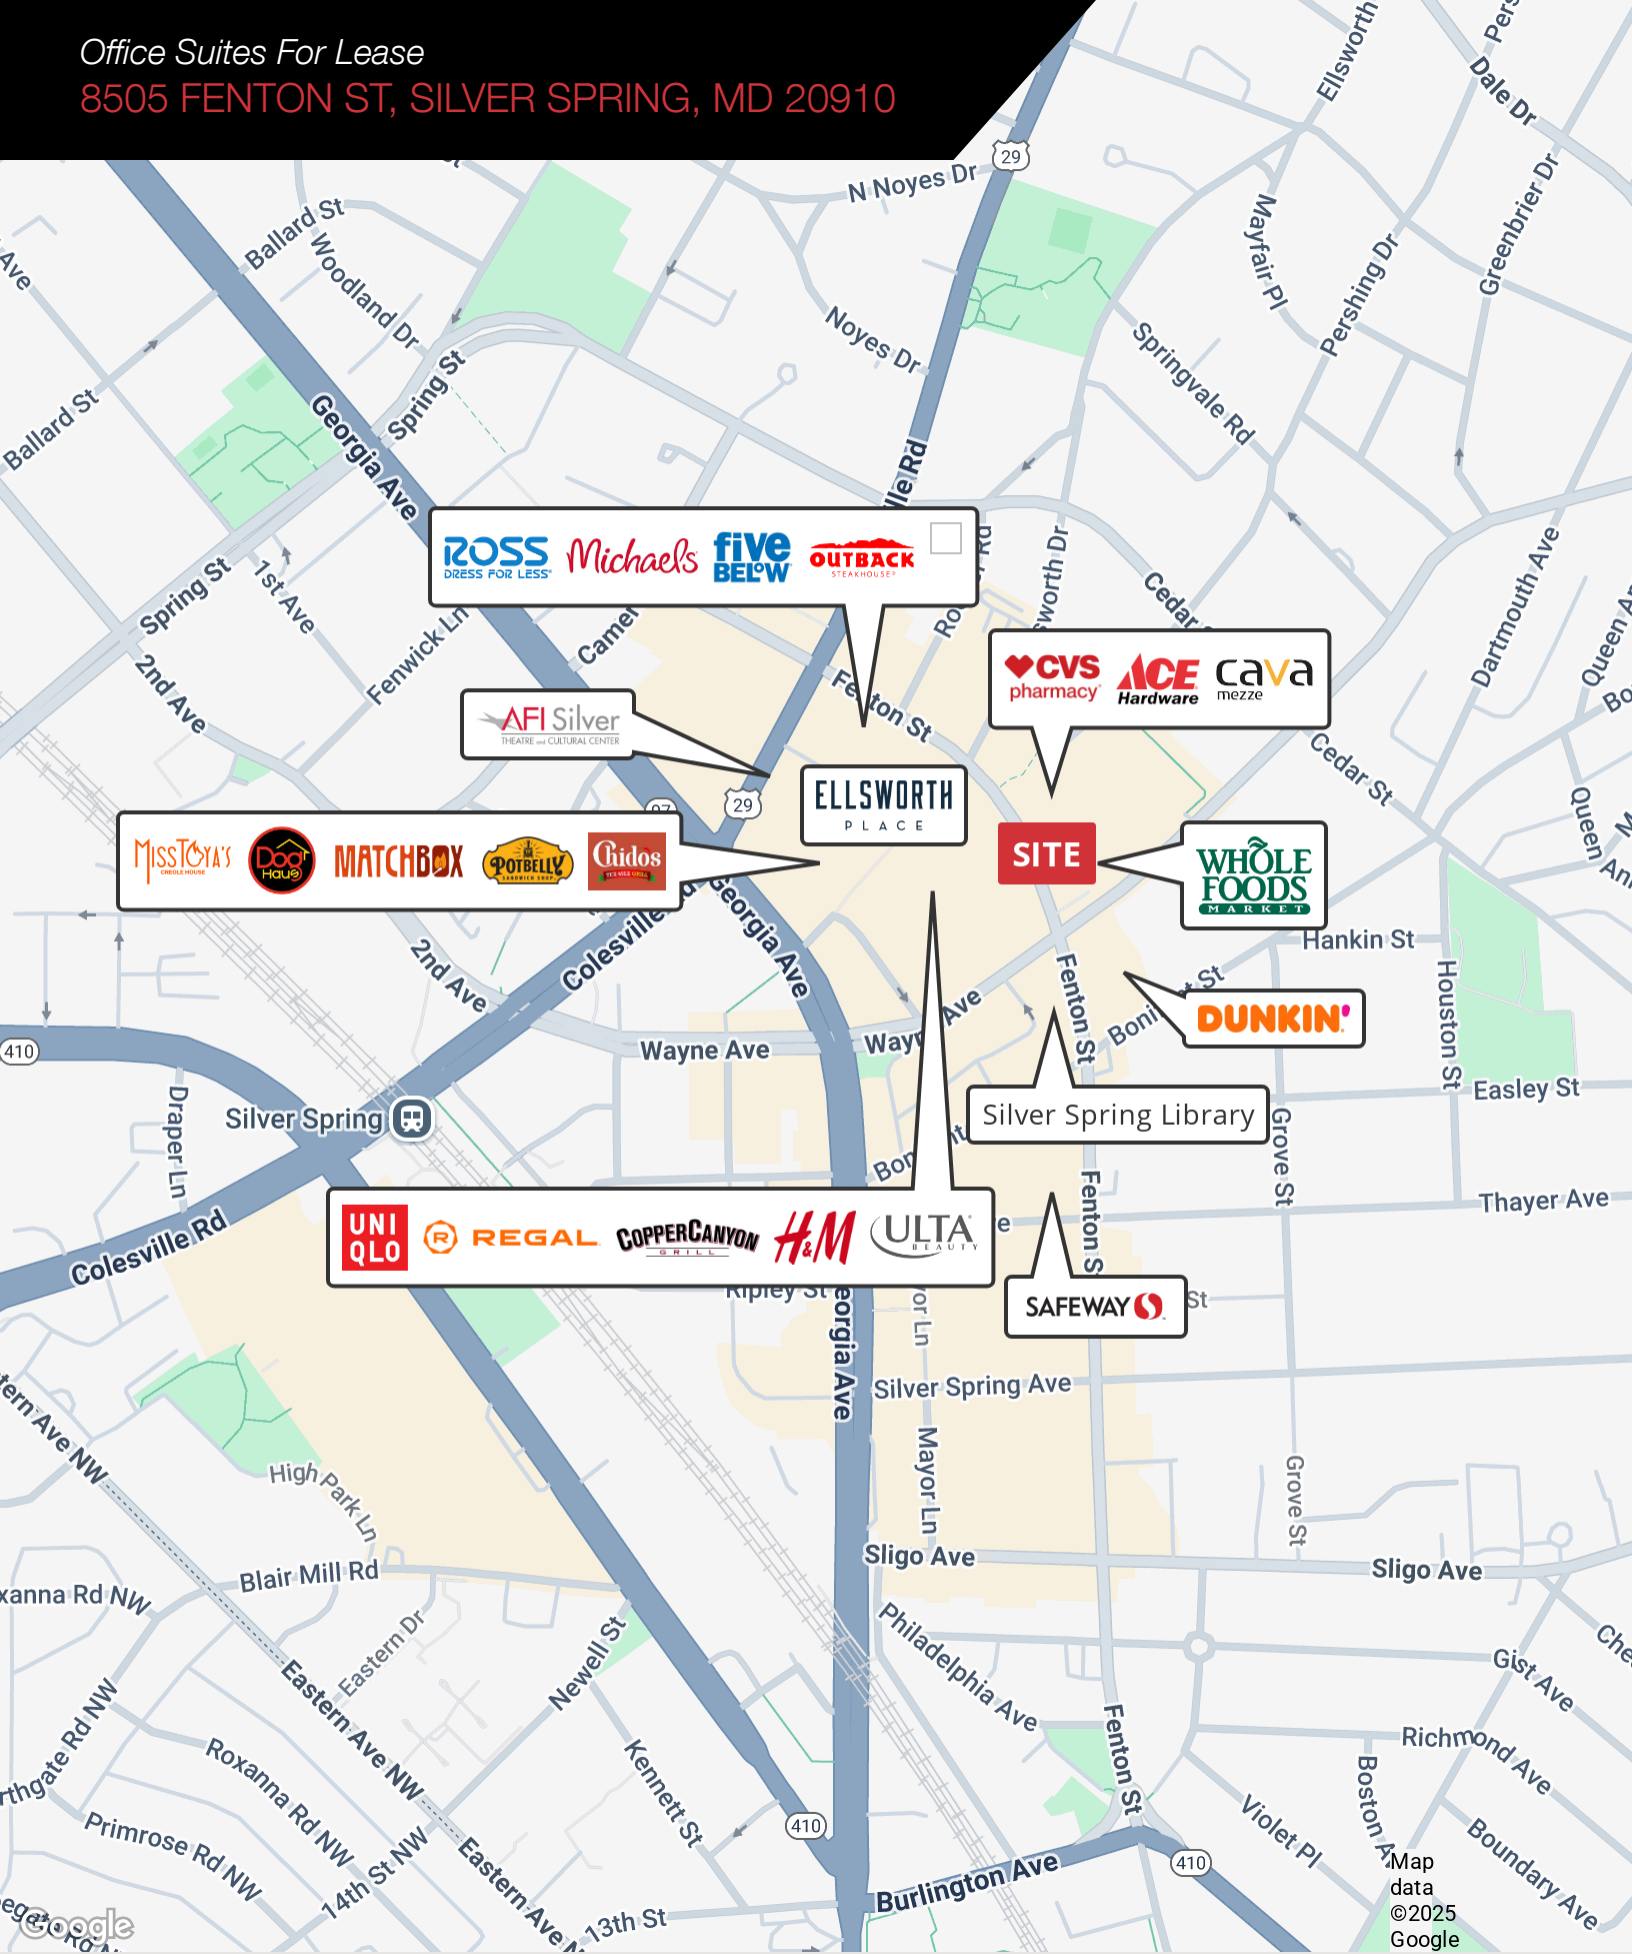 Office Suites For Lease
8505 FENTON ST, SILVER SPRING, MD 20910
Ellsworth
Dale Dr
29
N Noyes Dr
Ballard St
Woodland Dr
Ave
Mayfair Pl
Greenbrier Dr
Pershing Dr
Noyes Dr
Springvale Rd
Spring St
Georgia Ave
Ballard St
ROSS
DRESS FOR LESS
Michaels
five
BELOW
OUTBACK
STEAKHOUSE
Spring St
1st Ave
Fenwick Ln
2nd Ave
Dartmouth Ave
CVS
pharmacy
ACE
Hardware
cava
mezze
AFI Silver
THEATRE and CULTURAL CENTER
Fenton St
Cedar St
29
ELLSWORTH
PLACE
MISSTOYA'S
CREOLE HOUSE
Dog
Haus
MATCHBOX
POTBELLY
SANDWICH SHOP
Chidos
TEX-MEX GRILL
SITE
WHOLE
FOODS
MARKET
Georgia Ave
Colesville
2nd Ave
Hankin St
Houston St
Fenton St
DUNKIN'
410
Wayne Ave
Silver Spring
Draper Ln
Silver Spring Library
Easley St
Grove St
Thayer Ave
Fenton S
Colesville Rd
UNI
QLO
REGAL
COPPER CANYON
GRILL
H&M
ULTA
BEAUTY
SAFEWAY
St
Ripley St
Georgia Ave
Silver Spring Ave
Mayor Ln
Grove St
High Park Ln
Sligo Ave
Sligo Ave
Blair Mill Rd
Eastern Dr
Newell St
Philadelphia Ave
Gist Ave
Eastern Ave NW
Roxanna Rd NW
Primrose Rd NW
14th St NW
Kennett St
Fenton St
Richmond Ave
Boston A
Violet Pl
Boundary Ave
410
Burlington Ave
410
13th St
Eastern Ave N
Google
Map
data
©2025
Google